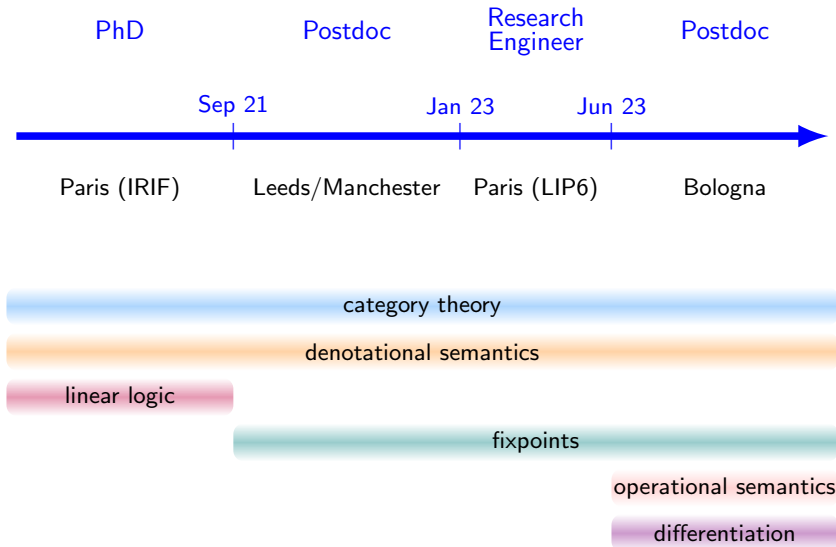 PhD
Postdoc
Research
Engineer
Postdoc
Sep 21
Jan 23
Jun 23
Paris (IRIF)
Leeds/Manchester
Paris (LIP6)
Bologna
category theory
denotational semantics
linear logic
fixpoints
operational semantics
differentiation